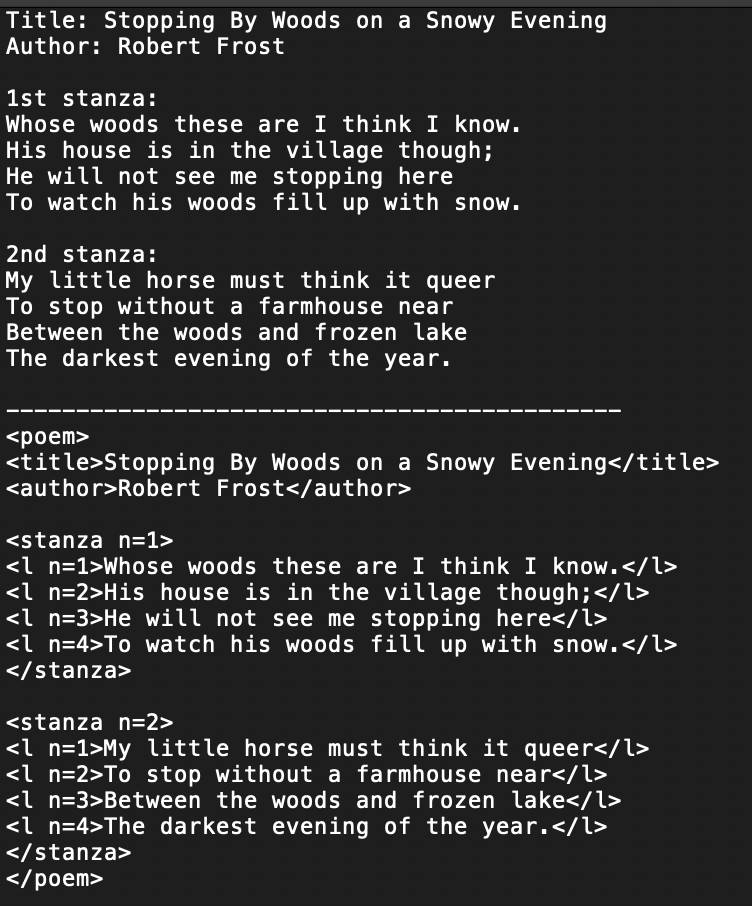 Title: Stopping By Woods on a Snowy Evening
Author: Robert Frost

1st stanza:
Whose woods these are I think I know.
His house is in the village though;
He will not see me stopping here
To watch his woods fill up with snow.

2nd stanza:
My little horse must think it queer
To stop without a farmhouse near
Between the woods and frozen lake
The darkest evening of the year.

--------------------------------------------
<poem>
<title>Stopping By Woods on a Snowy Evening</title>
<author>Robert Frost</author>

<stanza n=1>
<l n=1>Whose woods these are I think I know.</l>
<l n=2>His house is in the village though;</l>
<l n=3>He will not see me stopping here</l>
<l n=4>To watch his woods fill up with snow.</l>
</stanza>

<stanza n=2>
<l n=1>My little horse must think it queer</l>
<l n=2>To stop without a farmhouse near</l>
<l n=3>Between the woods and frozen lake</l>
<l n=4>The darkest evening of the year.</l>
</stanza>
</poem>